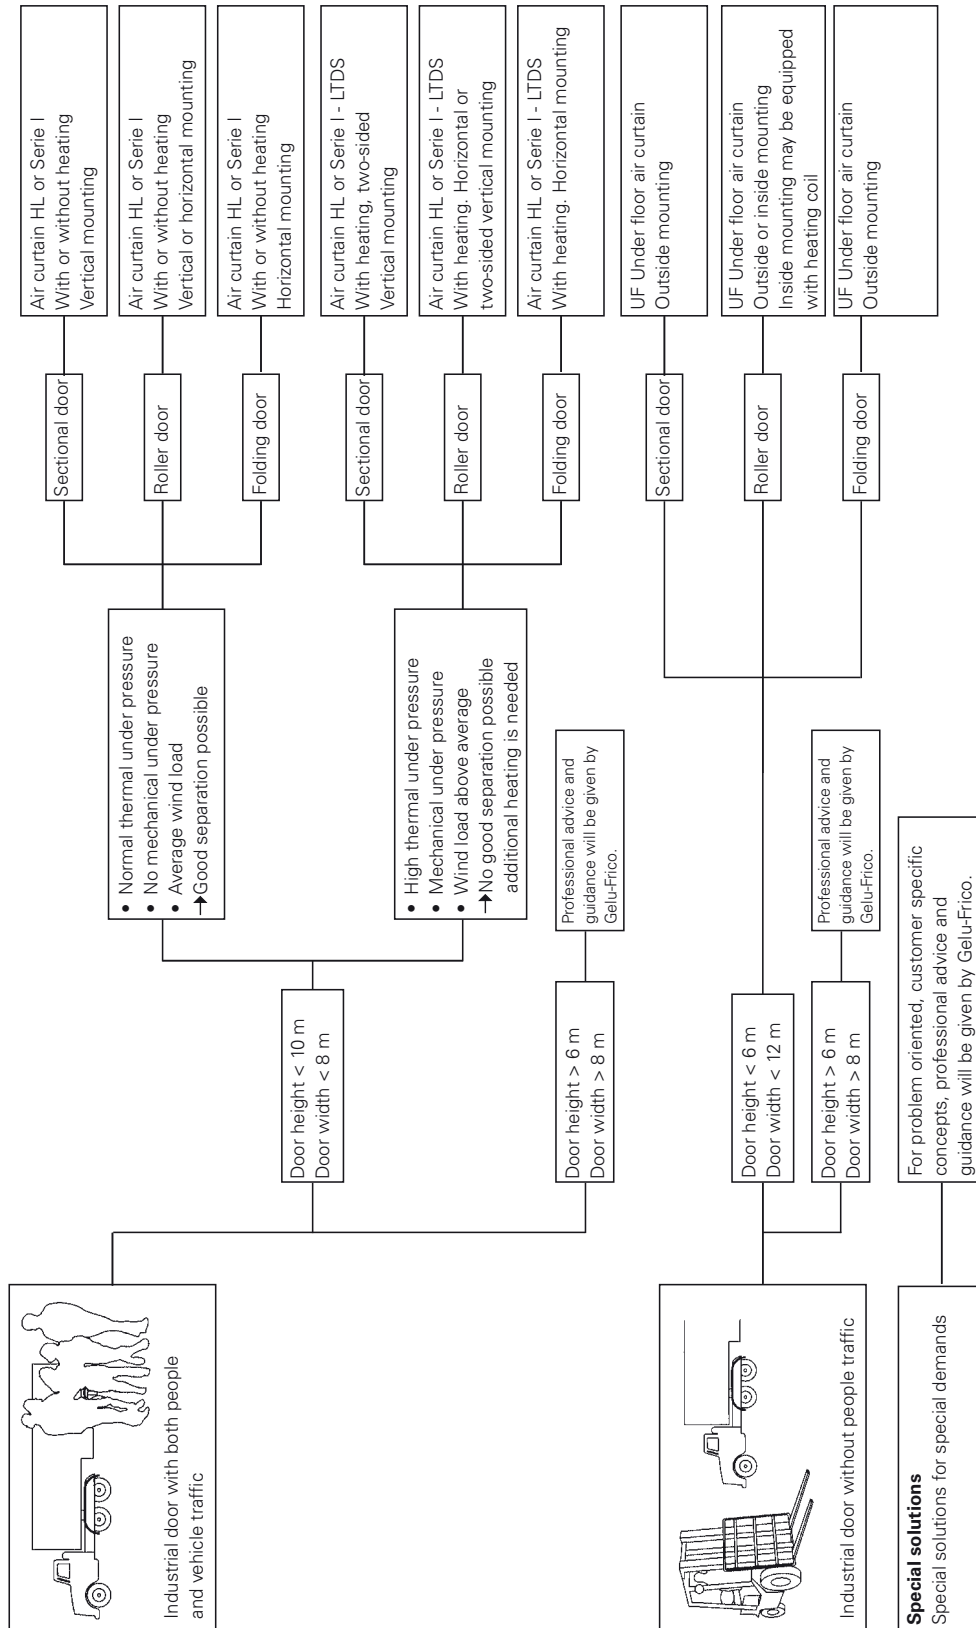 Industrial door with both people
and vehicle traffic
Door height < 10 m
Door width < 8 m
• Normal thermal under pressure
• No mechanical under pressure
• Average wind load
→Good separation possible
Sectional door
Air curtain HL or Serie I
With or without heating
Vertical mounting
Roller door
Air curtain HL or Serie I
With or without heating
Vertical or horizontal mounting
Folding door
Air curtain HL or Serie I
With or without heating
Horizontal mounting
• High thermal under pressure
• Mechanical under pressure
• Wind load above average
→No good separation possible
additional heating is needed
Sectional door
Air curtain HL or Serie I - LTDS
With heating, two-sided
Vertical mounting
Roller door
Air curtain HL or Serie I - LTDS
With heating. Horizontal or
two-sided vertical mounting
Folding door
Air curtain HL or Serie I - LTDS
With heating. Horizontal mounting
Door height > 6 m
Door width > 8 m
Professional advice and
guidance will be given by
Gelu-Frico.
Industrial door without people traffic
Door height < 6 m
Door width < 12 m
Sectional door
UF Under floor air curtain
Outside mounting
Roller door
UF Under floor air curtain
Outside or inside mounting
Inside mounting may be equipped
with heating coil
Folding door
UF Under floor air curtain
Outside mounting
Door height > 6 m
Door width > 8 m
Professional advice and
guidance will be given by
Gelu-Frico.
Special solutions
Special solutions for special demands
For problem oriented, customer specific
concepts, professional advice and
guidance will be given by Gelu-Frico.